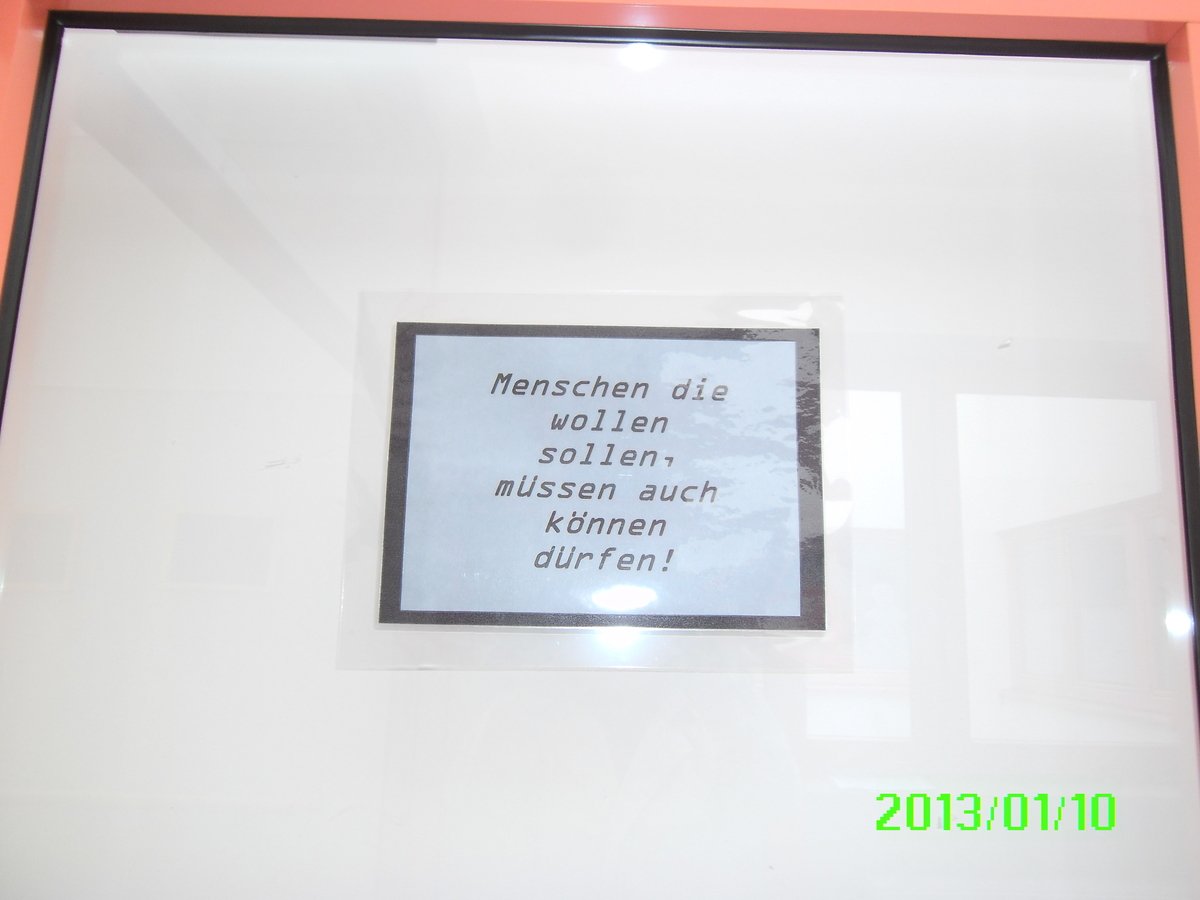 Menschen die
wollen
sollen,
müssen auch
können
dürfen!
2013/01/10